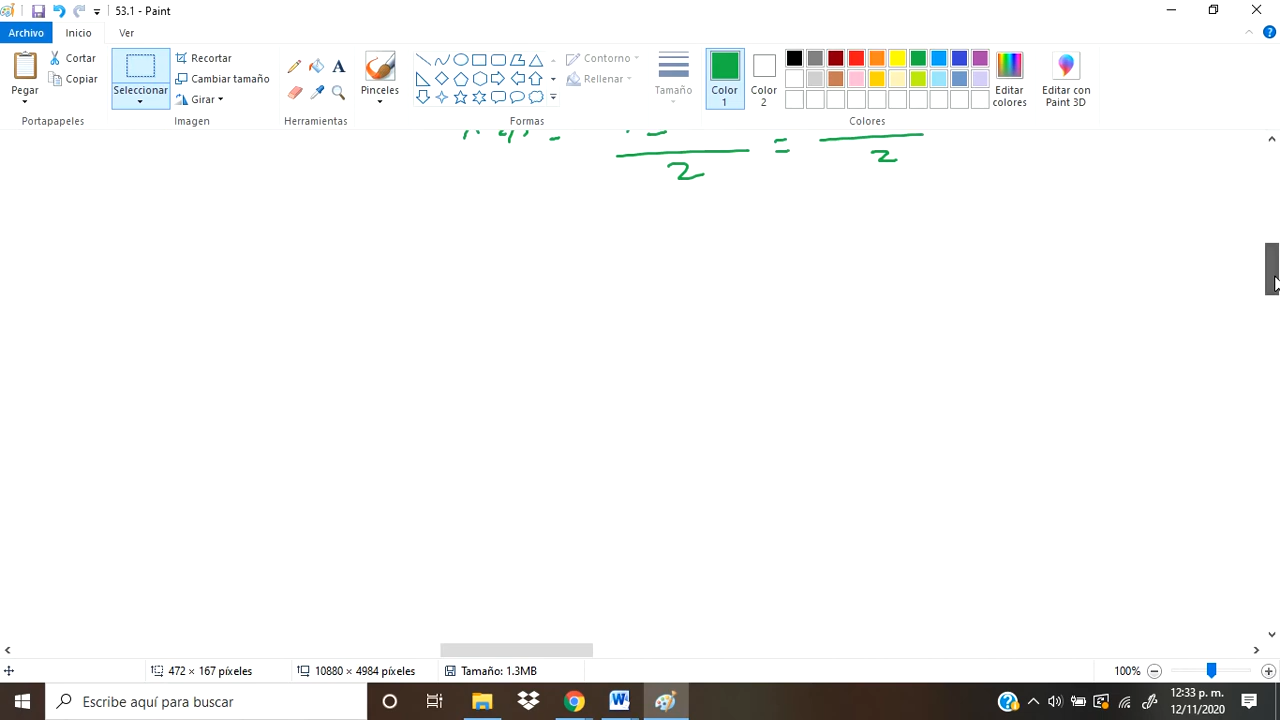 53.1 - Paint
Archivo Inicio Ver
Pegar
Cortar
Copiar
Portapapeles
Seleccionar
Recortar
Cambiar tamaño
Girar
Imagen
A
Herramientas
Pinceles
Contorno
Rellenar
Formas
Tamaño
Color 1
Color 2
Editar colores
Editar con Paint 3D
Colores
=
2
= 
2
472 × 167 píxeles
10880 × 4984 píxeles
Tamaño: 1.3MB
100%
Escribe aquí para buscar
12:33 p. m.
12/11/2020